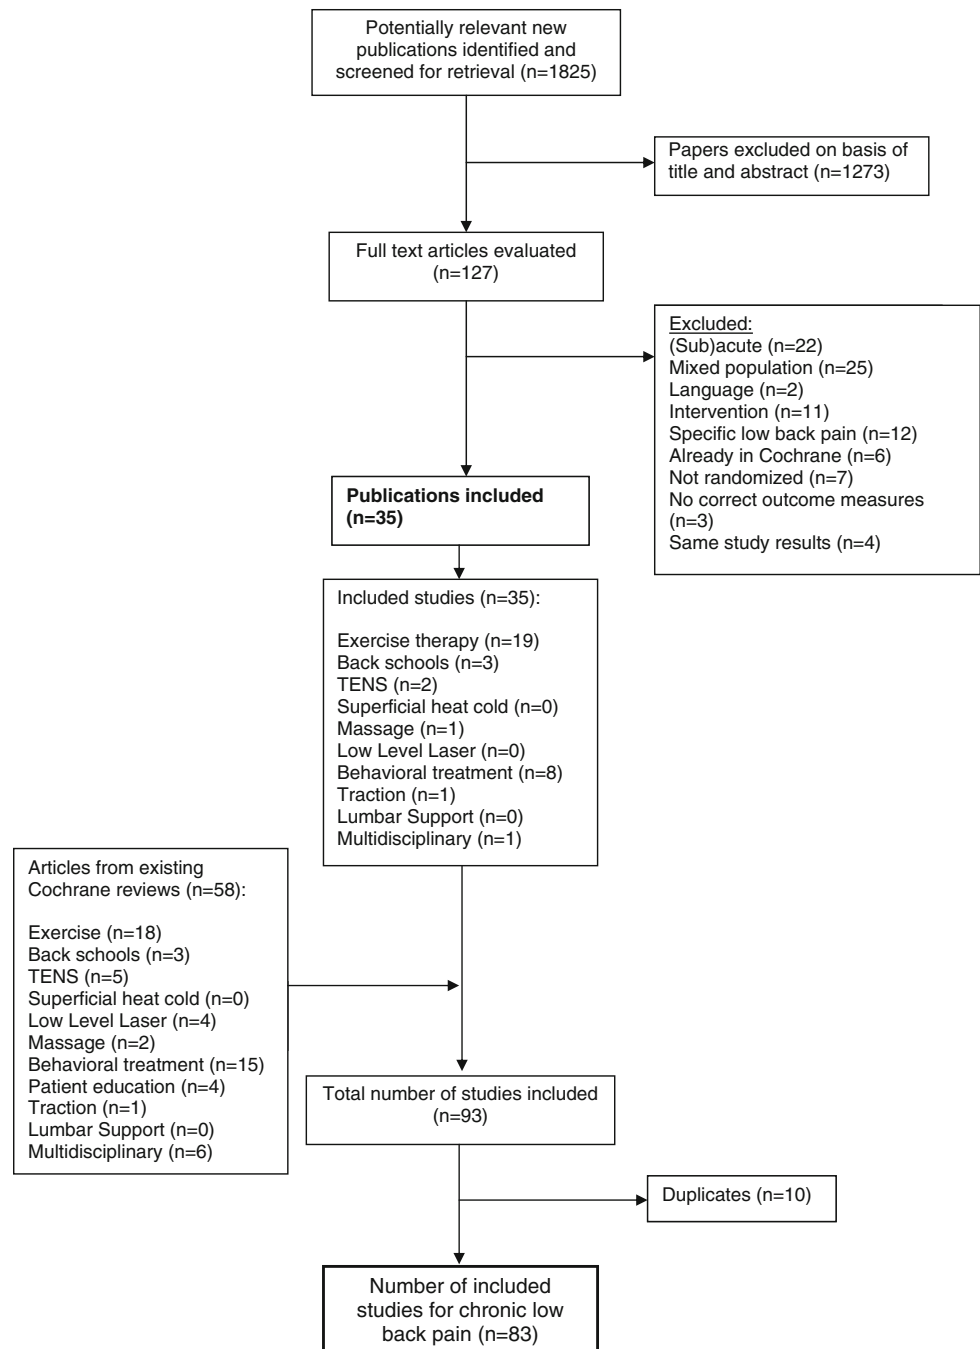 Potentially relevant new
publications identified and
screened for retrieval (n=1825)
Papers excluded on basis of
title and abstract (n=1273)
Full text articles evaluated
(n=127)
Excluded:
(Sub)acute (n=22)
Mixed population (n=25)
Language (n=2)
Intervention (n=11)
Specific low back pain (n=12)
Already in Cochrane (n=6)
Not randomized (n=7)
No correct outcome measures
(n=3)
Same study results (n=4)
Publications included
(n=35)
Included studies (n=35):
Exercise therapy (n=19)
Back schools (n=3)
TENS (n=2)
Superficial heat cold (n=0)
Massage (n=1)
Low Level Laser (n=0)
Behavioral treatment (n=8)
Traction (n=1)
Lumbar Support (n=0)
Multidisciplinary (n=1)
Articles from existing
Cochrane reviews (n=58):
Exercise (n=18)
Back schools (n=3)
TENS (n=5)
Superficial heat cold (n=0)
Low Level Laser (n=4)
Massage (n=2)
Behavioral treatment (n=15)
Patient education (n=4)
Traction (n=1)
Lumbar Support (n=0)
Multidisciplinary (n=6)
Total number of studies included
(n=93)
Duplicates (n=10)
Number of included
studies for chronic low
back pain (n=83)